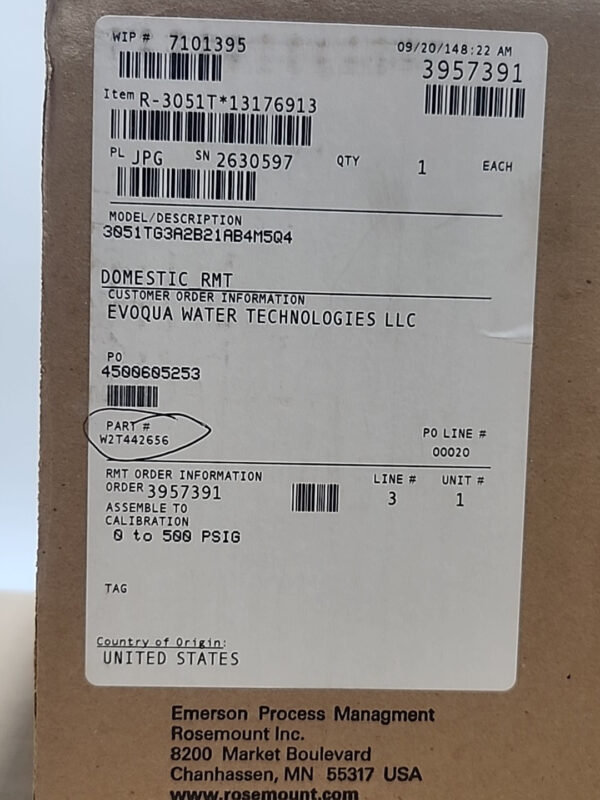 WIP # 7101395
09/20/148:22 AM
3957391
Item R-3051T*13176913
PL JPG SN 2630597 QTY 1 EACH
MODEL/DESCRIPTION
3051TG3A2B21AB4M5Q4
DOMESTIC RMT
CUSTOMER ORDER INFORMATION
EVOQUA WATER TECHNOLOGIES LLC
PO
4500605253
PART #
W2T442656
PO LINE #
00020
RMT ORDER INFORMATION
ORDER 3957391
LINE # UNIT #
3 1
ASSEMBLE TO
CALIBRATION
0 to 500 PSIG
TAG
Country of Origin:
UNITED STATES
Emerson Process Managment
Rosemount Inc.
8200 Market Boulevard
Chanhassen, MN 55317 USA
www.rosemount.com